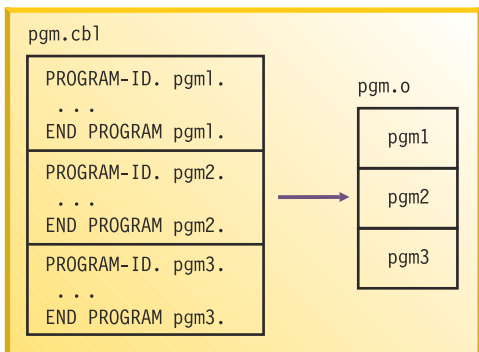 pgm.cbl
PROGRAM-ID. pgm1.
...
END PROGRAM pgm1.
PROGRAM-ID. pgm2.
...
END PROGRAM pgm2.
PROGRAM-ID. pgm3.
...
END PROGRAM pgm3.
pgm.o
pgm1
pgm2
pgm3